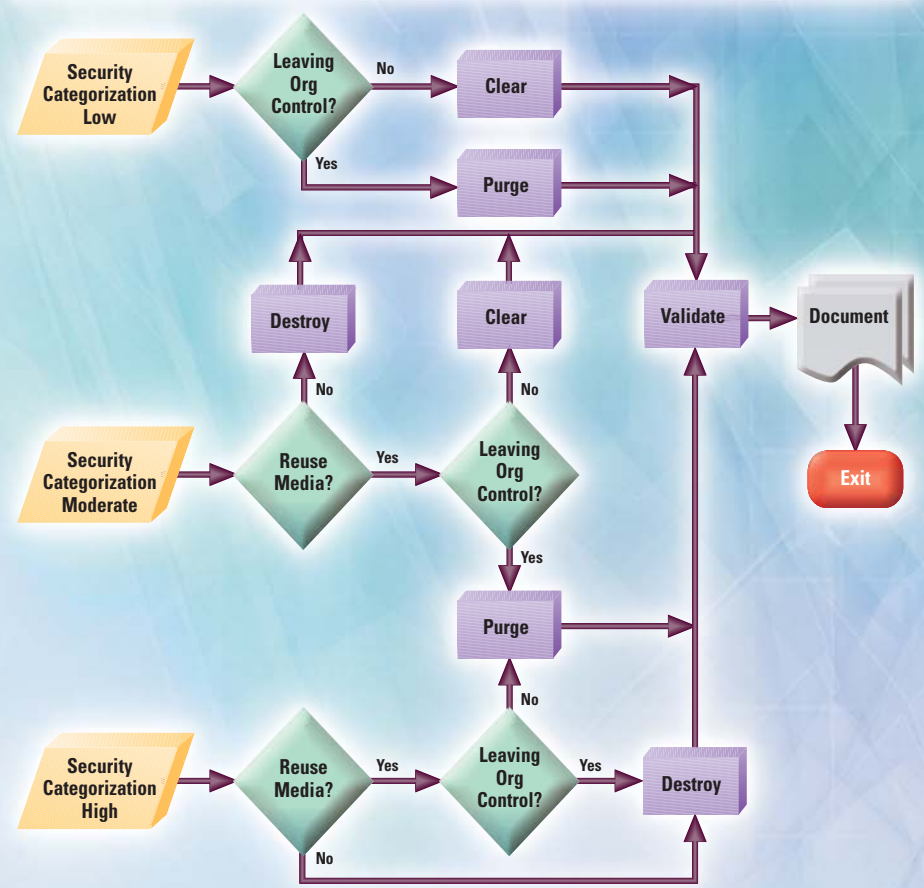 Security
Categorization
Low
Leaving
Org
Control?
No
Clear
Yes
Purge
Destroy
Clear
Validate
Document
No
No
Security
Categorization
Moderate
Reuse
Media?
Yes
Leaving
Org
Control?
Exit
Yes
Purge
No
Security
Categorization
High
Reuse
Media?
Yes
Leaving
Org
Control?
Yes
Destroy
No